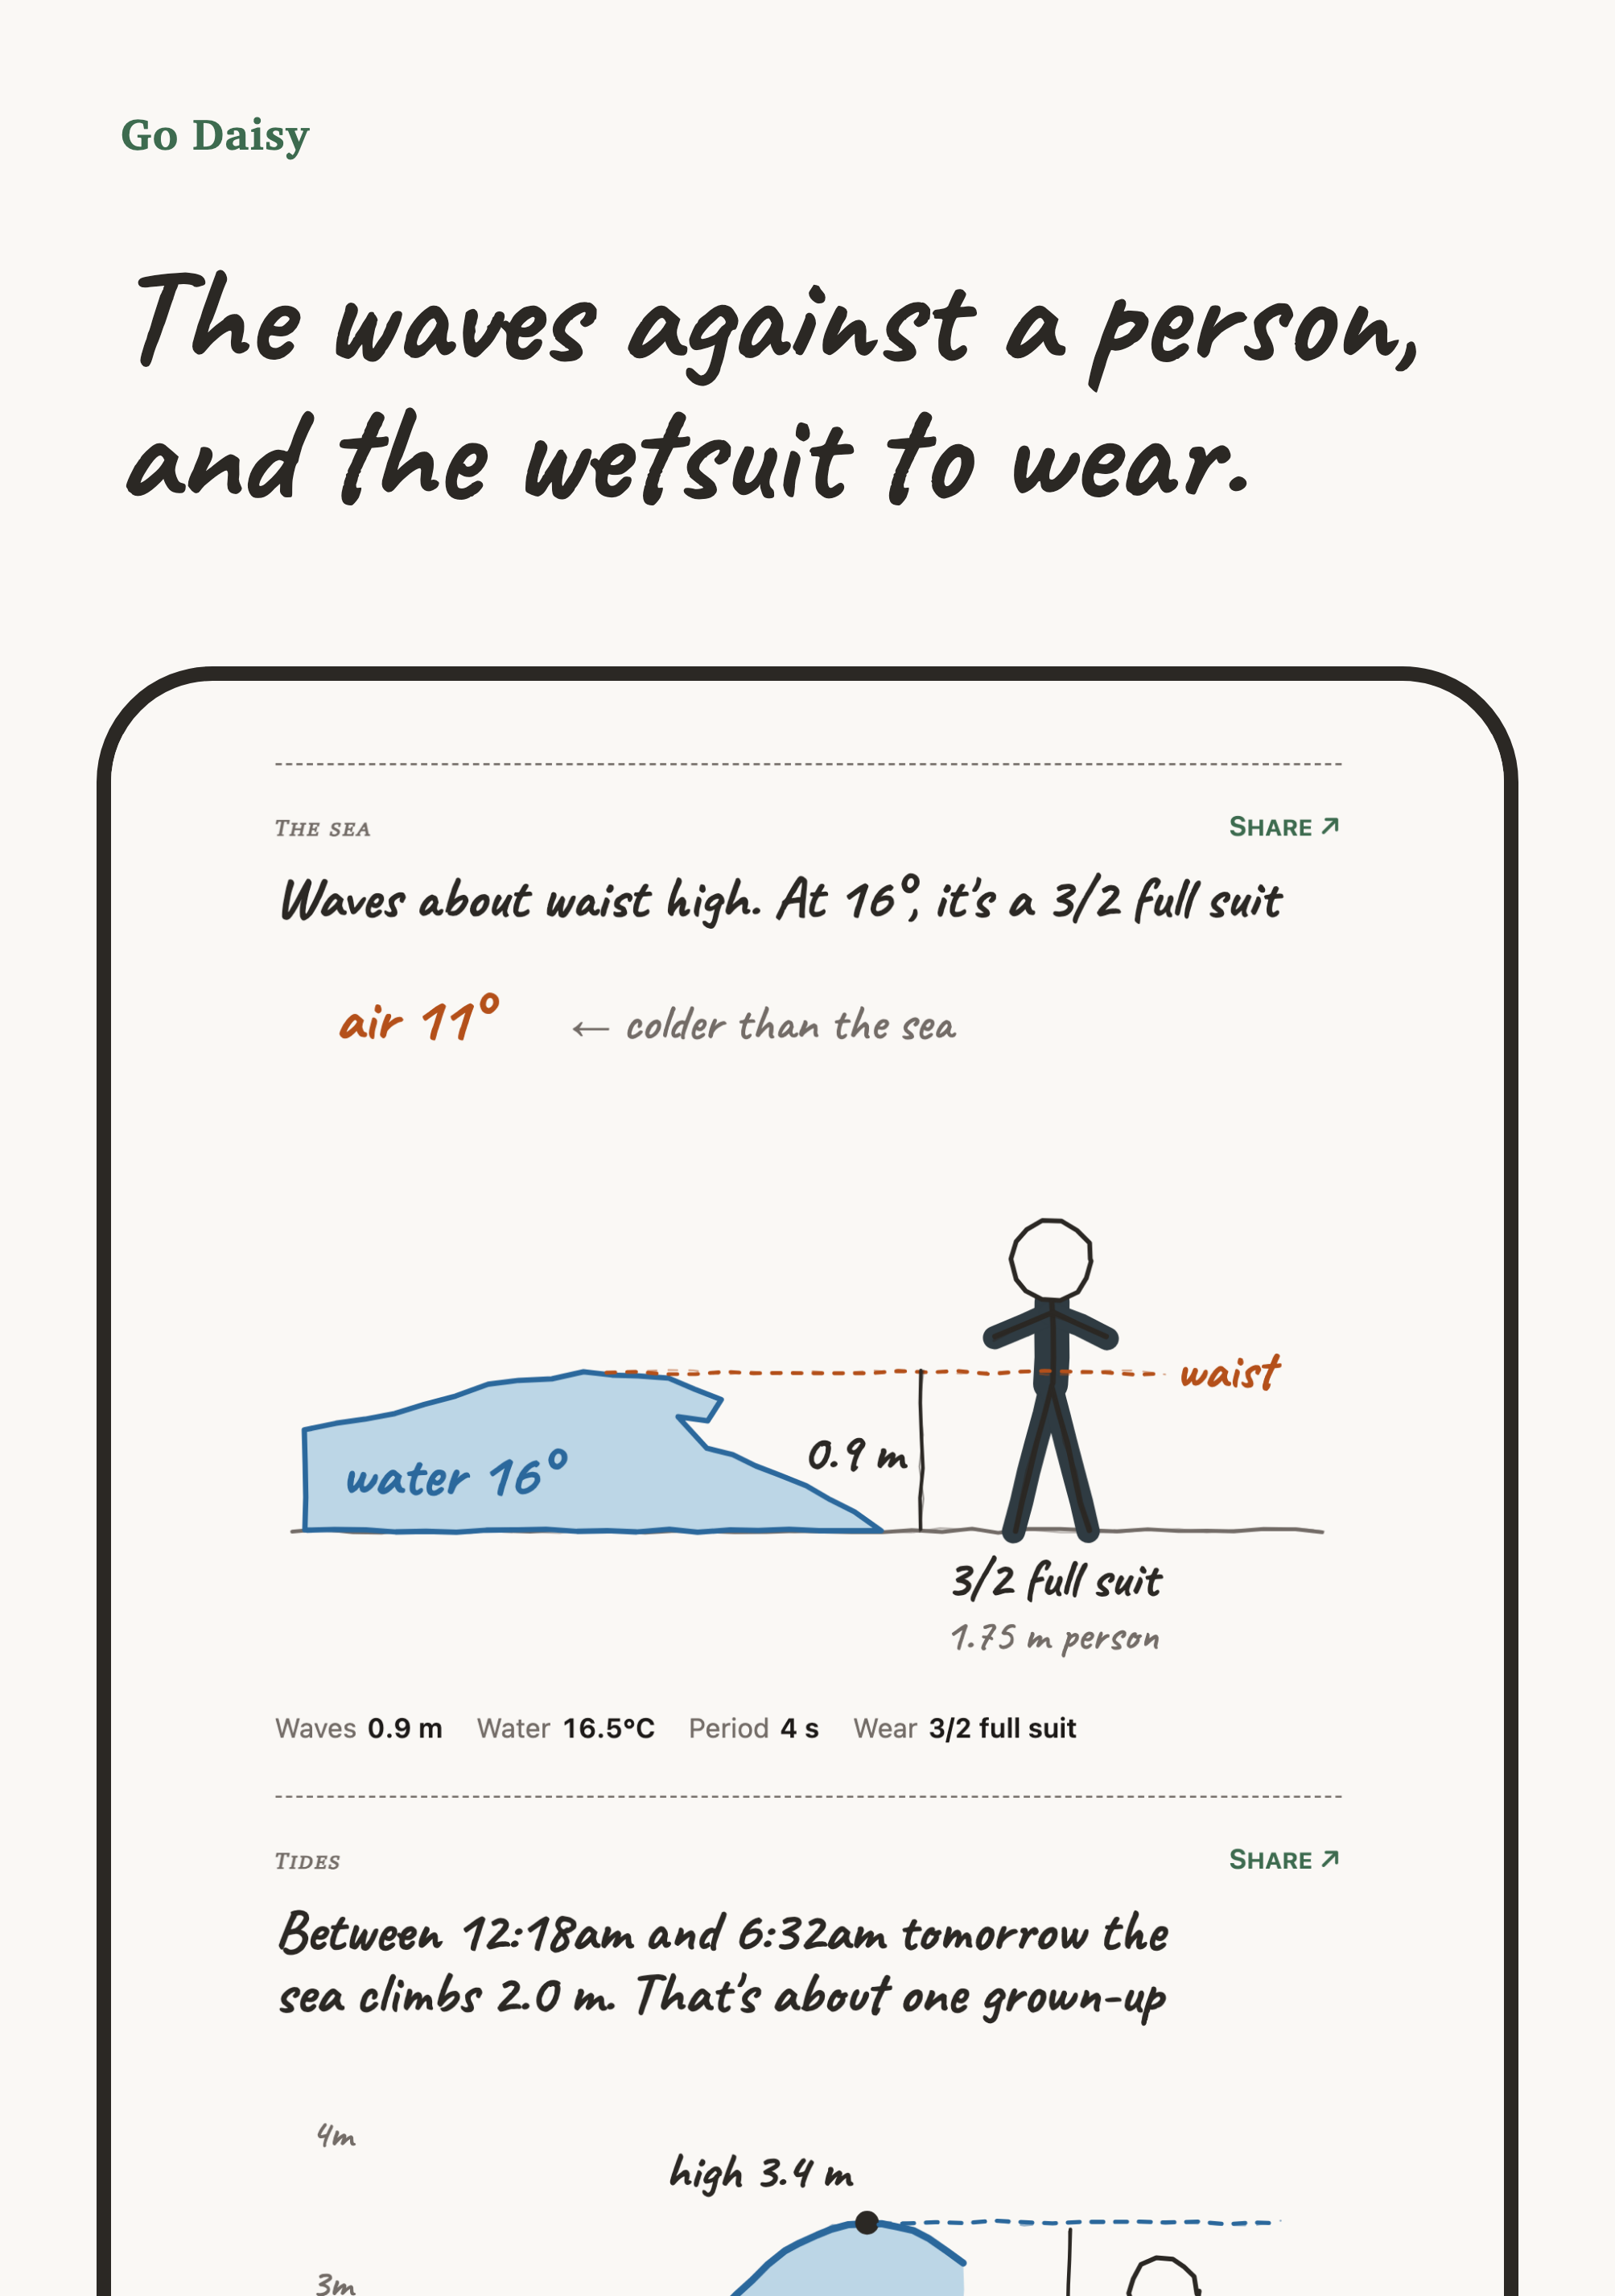 Go Daisy
The waves against a person,
and the wetsuit to wear.
THE SEA
SHARE ↗
Waves about waist high. At 16°, it's a 3/2 full suit
air 11°
← colder than the sea
waist
0.9 m
water 16°
3/2 full suit
1.75 m person
Waves 0.9 m Water 16.5°C Period 4 s Wear 3/2 full suit
TIDES
SHARE ↗
Between 12:18am and 6:32am tomorrow the
sea climbs 2.0 m. That's about one grown-up
4m
high 3.4 m
3m